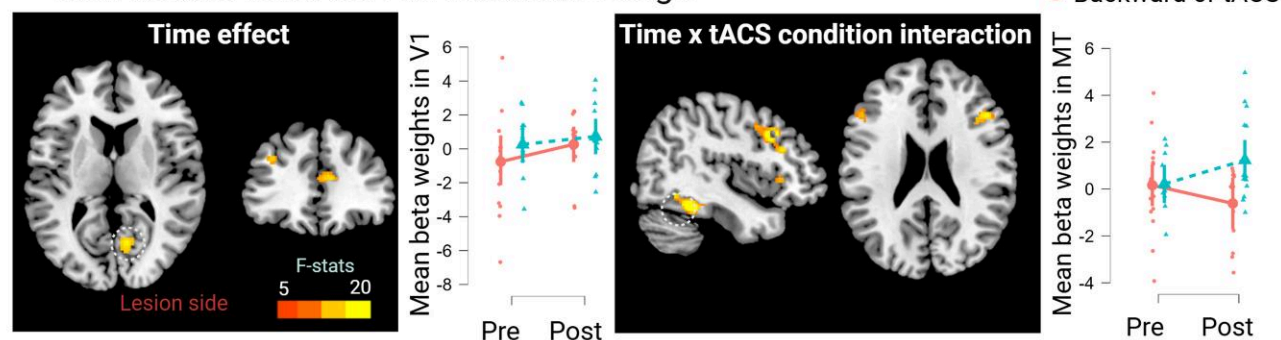 Time effect
F-stats
5 20
Lesion side
Mean beta weights in V1
6
4
2
0
-2
-4
-6
-8
Pre Post
Time x tACS condition interaction
Mean beta weights in MT
6
4
2
0
-2
-4
Pre Post